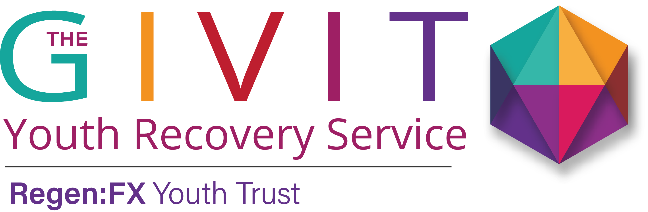 THE
GIVIT
Youth Recovery Service
Regen:FX Youth Trust